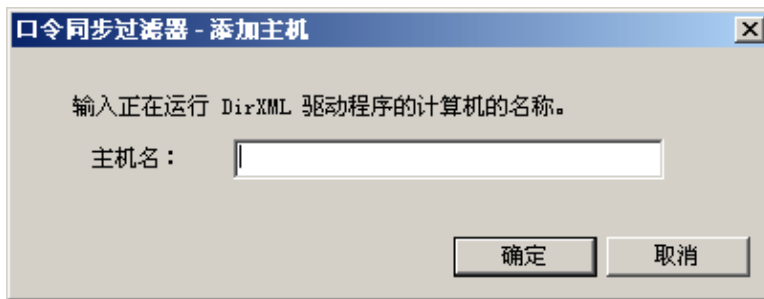 口令同步过滤器 - 添加主机
输入正在运行 DirXML 驱动程序的计算机的名称。
主机名：
确定 取消